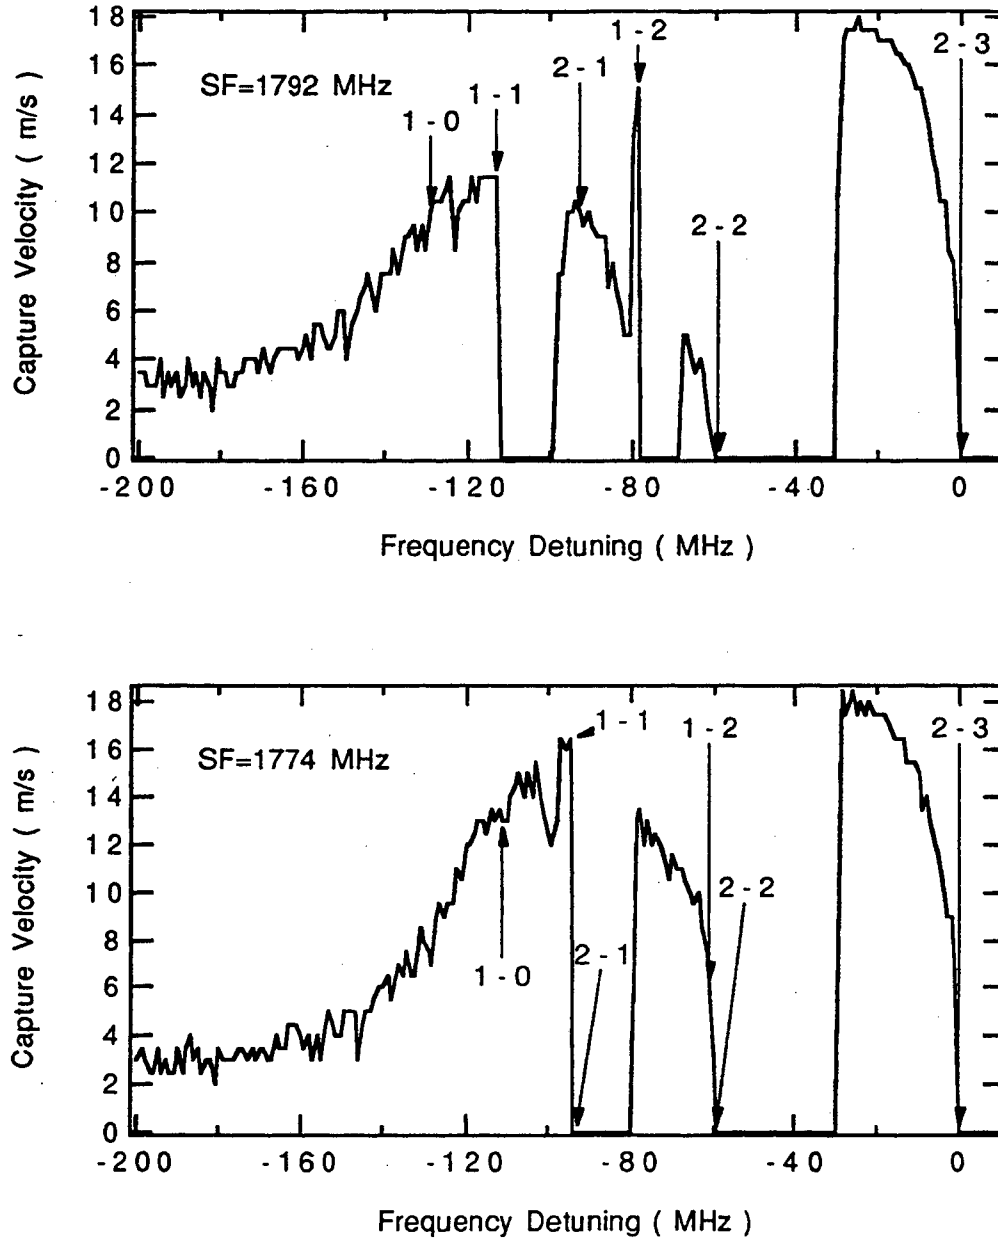 18
16
14
12
10
8
6
4
2
0
Capture Velocity ( m/s )
SF=1792 MHz
1 - 0
1 - 1
2 - 1
1 - 2
2 - 2
2 - 3
-200
-160
-120
-80
-40
0
Frequency Detuning ( MHz )
18
16
14
12
10
8
6
4
2
0
Capture Velocity ( m/s )
SF=1774 MHz
1 - 1
1 - 2
2 - 3
2 - 2
2 - 1
1 - 0
-200
-160
-120
-80
-40
0
Frequency Detuning ( MHz )